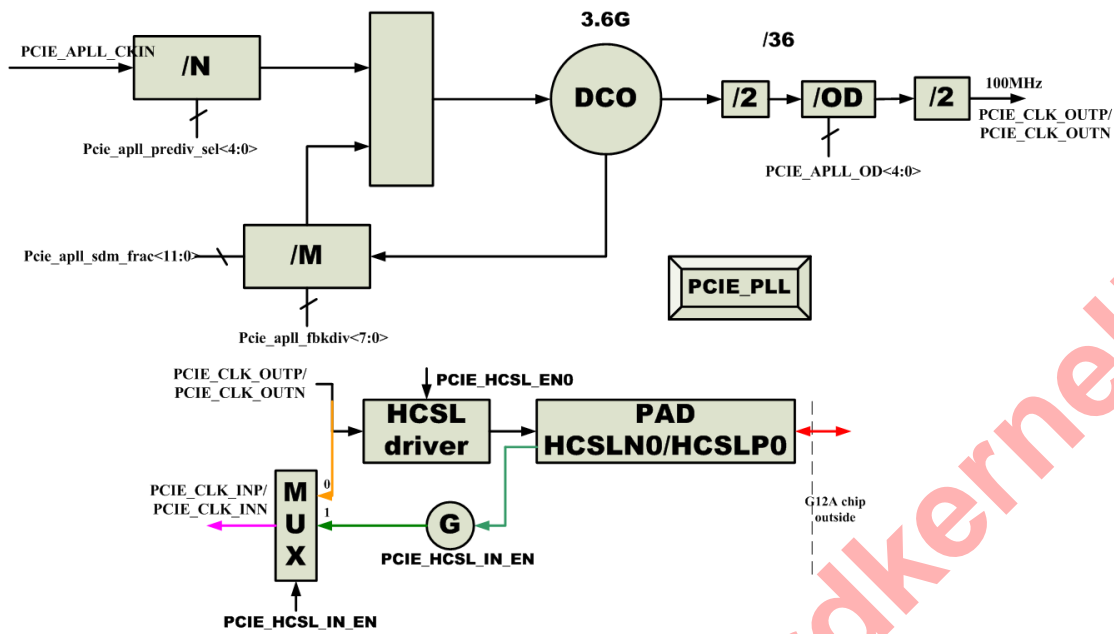 3.6G
/36
PCIE_APLL_CKIN
/N
DCO
/2
/OD
/2
100MHz
PCIE_CLK_OUTP/
PCIE_CLK_OUTN
Pcie_apll_prediv_sel<4:0>
PCIE_APLL_OD<4:0>
Pcie_apll_sdm_frac<11:0>
/M
PCIE_PLL
Pcie_apll_fbkdiv<7:0>
PCIE_CLK_OUTP/
PCIE_CLK_OUTN
PCIE_HCSL_EN0
HCSL
driver
PAD
HCSLN0/HCSLP0
PCIE_CLK_INP/
PCIE_CLK_INN
M
U
X
0
1
G
PCIE_HCSL_IN_EN
G12A chip
outside
PCIE_HCSL_IN_EN